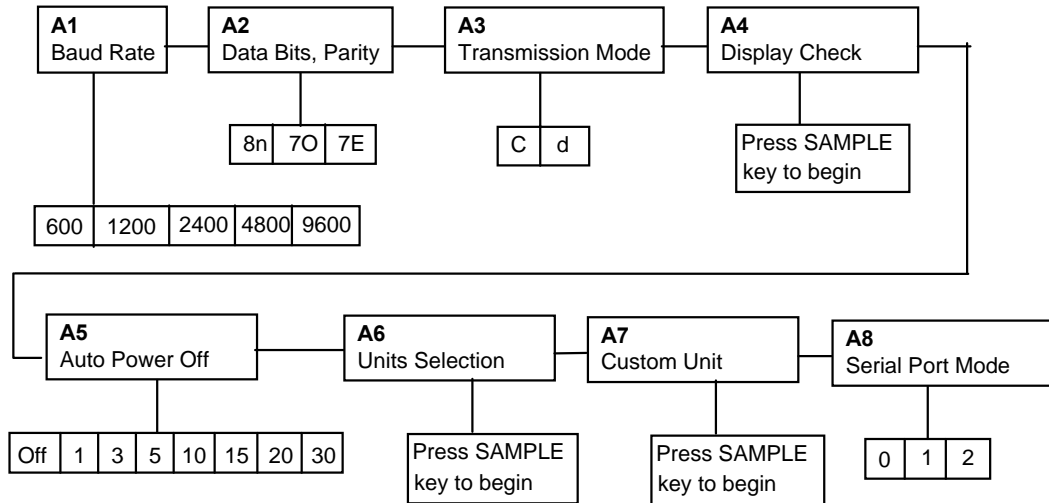 A1
Baud Rate
A2
Data Bits, Parity
A3
Transmission Mode
A4
Display Check
8n 7O 7E
C d
Press SAMPLE
key to begin
600 1200 2400 4800 9600
A5
Auto Power Off
A6
Units Selection
A7
Custom Unit
A8
Serial Port Mode
Off 1 3 5 10 15 20 30
Press SAMPLE
key to begin
Press SAMPLE
key to begin
0 1 2